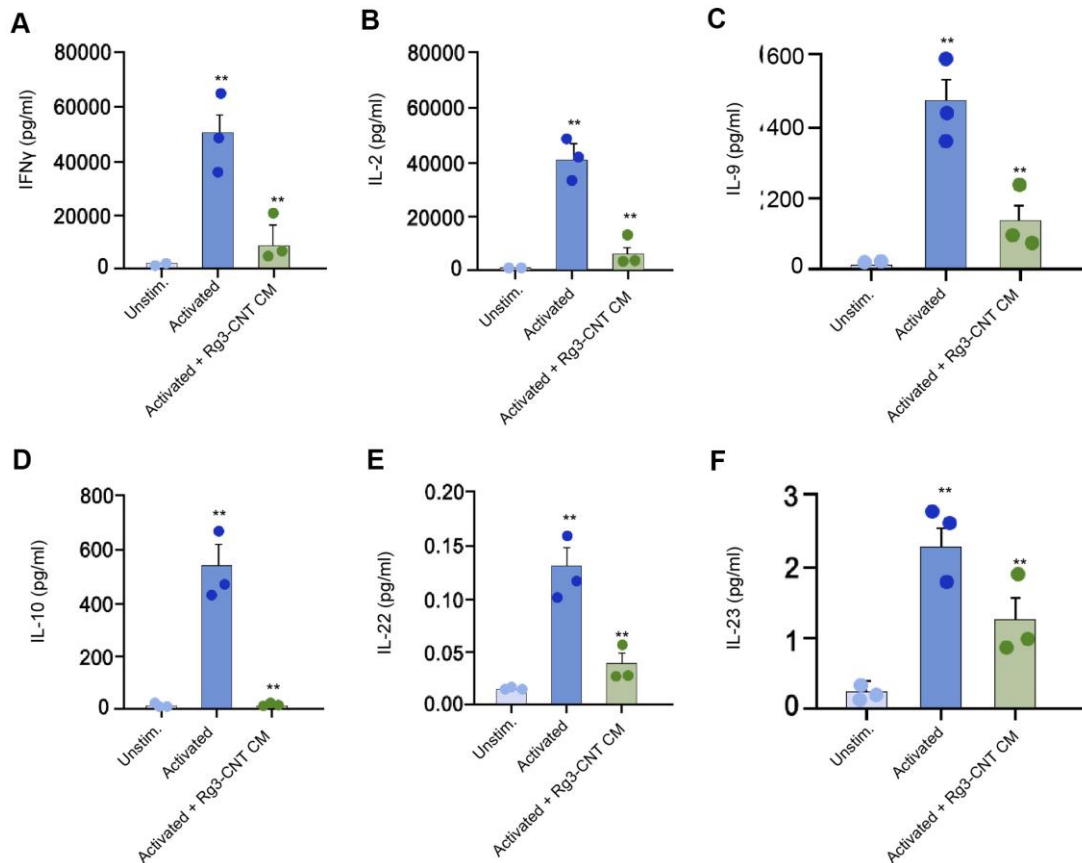 A
IFNγ (pg/ml)
80000
60000
40000
20000
0
**
**
Unstim.
Activated
Activated + Rg3-CNT CM
B
IL-2 (pg/ml)
80000
60000
40000
20000
0
**
**
Unstim.
Activated
Activated + Rg3-CNT CM
C
IL-9 (pg/ml)
600
400
200
0
**
**
Unstim.
Activated
Activated + Rg3-CNT CM
D
IL-10 (pg/ml)
800
600
400
200
0
**
**
Unstim.
Activated
Activated + Rg3-CNT CM
E
IL-22 (pg/ml)
0.20
0.15
0.10
0.05
0.00
**
**
Unstim.
Activated
Activated + Rg3-CNT CM
F
IL-23 (pg/ml)
3
2
1
0
**
**
Unstim.
Activated
Activated + Rg3-CNT CM